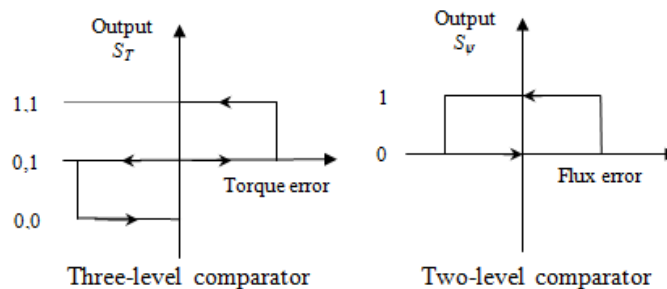 Output
S_T
1,1
0,1
0,0
Torque error
Three-level comparator
Output
S_ψ
1
0
Flux error
Two-level comparator